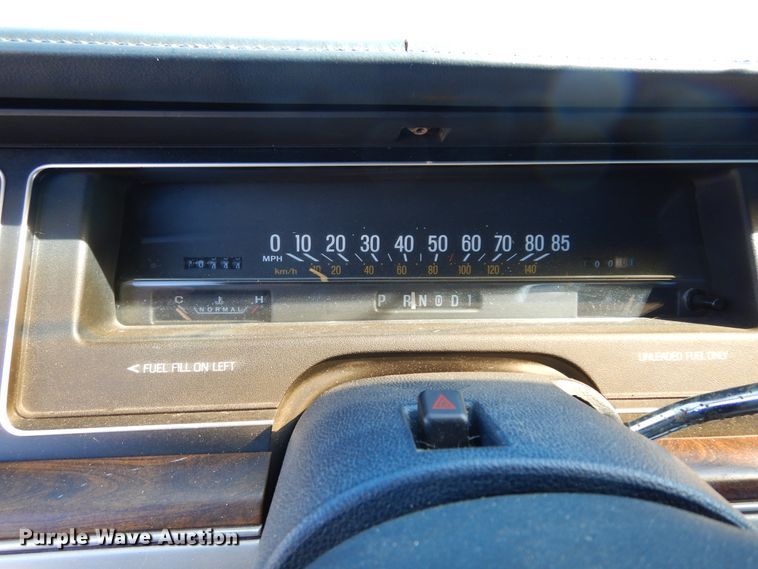 0 10 20 30 40 50 60 70 80 85
MPH
km/h 10 20 40 60 80 100 120 140
C H
NORMAL
P R N D 1
< FUEL FILL ON LEFT
UNLEADED FUEL ONLY
Purple Wave Auction